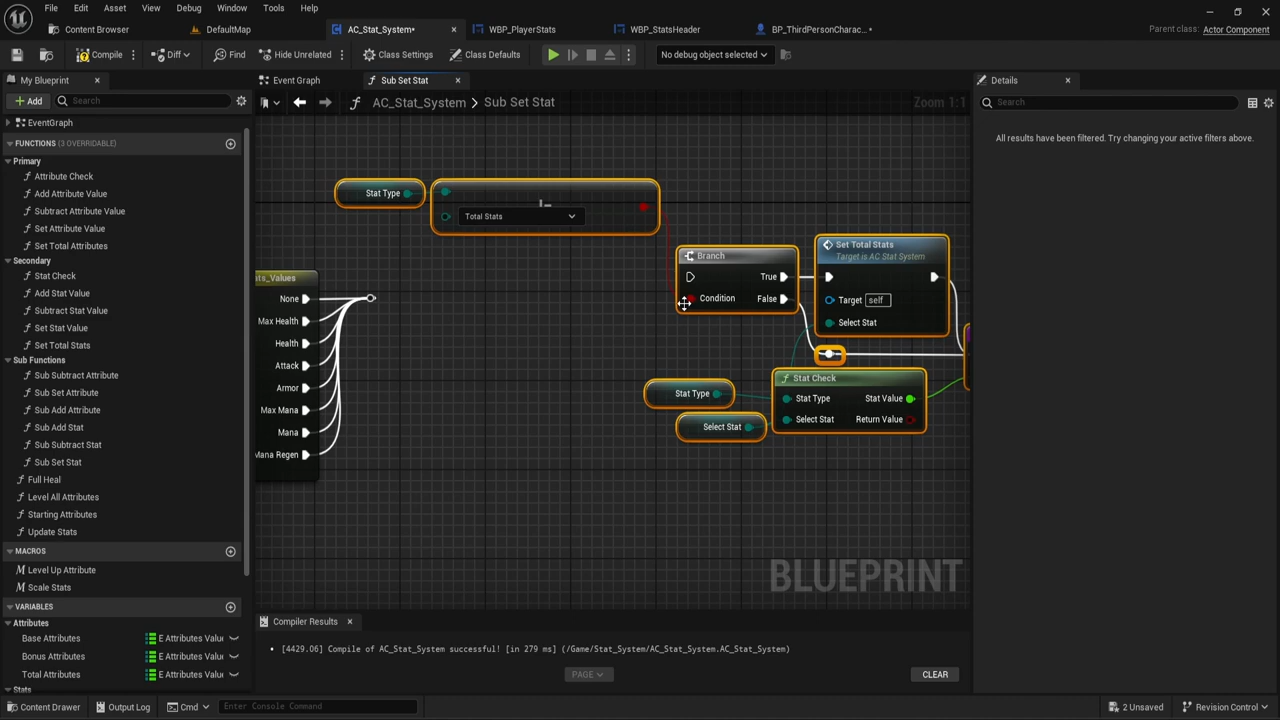 File Edit Asset View Debug Window Tools Help
Content Browser
DefaultMap
AC_Stat_System*
WBP_PlayerStats
WBP_StatsHeader
BP_ThirdPersonCharac...*
Parent class: Actor Component
Compile
Diff
Find
Hide Unrelated
Class Settings
Class Defaults
No debug object selected
My Blueprint
Event Graph
Sub Set Stat
Details
Add
Search
AC_Stat_System > Sub Set Stat
Zoom 1:1
Search
All results have been filtered. Try changing your active filters above.
EventGraph
FUNCTIONS (3 OVERRIDABLE)
Primary
Attribute Check
Add Attribute Value
Subtract Attribute Value
Set Attribute Value
Set Total Attributes
Secondary
Stat Check
Add Stat Value
Subtract Stat Value
Set Stat Value
Set Total Stats
Sub Functions
Sub Subtract Attribute
Sub Set Attribute
Sub Add Attribute
Sub Add Stat
Sub Subtract Stat
Sub Set Stat
Full Heal
Level All Attributes
Starting Attributes
Update Stats
MACROS
Level Up Attribute
Scale Stats
VARIABLES
Attributes
Base Attributes E Attributes Value
Bonus Attributes E Attributes Value
Total Attributes E Attributes Value
Stats
Stat Type
Total Stats
Branch
True
Condition False
Set Total Stats
Target is AC Stat System
Target self
Select Stat
ts_Values
None
Max Health
Health
Attack
Armor
Max Mana
Mana
Mana Regen
Stat Type
Select Stat
Stat Check
Stat Type Stat Value
Select Stat Return Value
BLUEPRINT
Compiler Results
[4429.06] Compile of AC_Stat_System successful! [in 279 ms] (/Game/Stat_System/AC_Stat_System.AC_Stat_System)
PAGE
CLEAR
Content Drawer
Output Log
Cmd
Enter Console Command
2 Unsaved
Revision Control